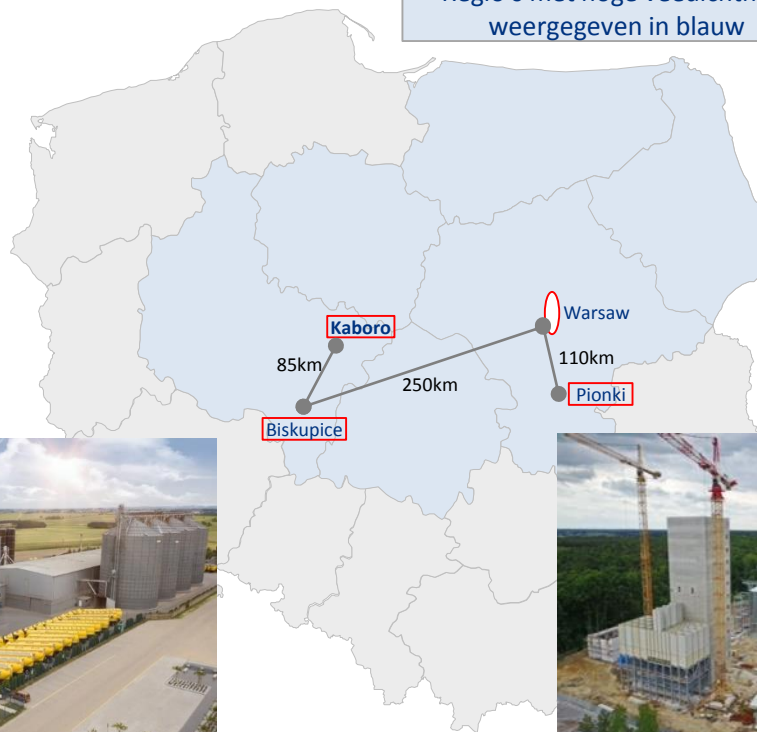 weergegeven in blauw
Warsaw
Kaboro
85km
110km
250km
Pionki
Biskupice